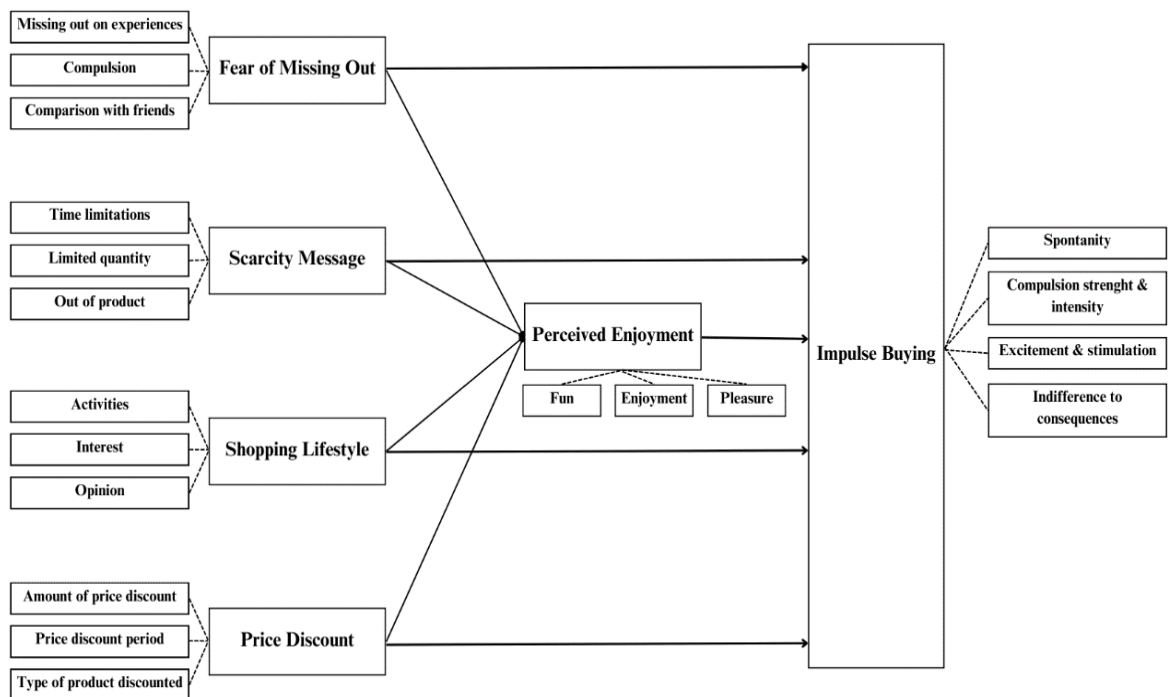 Missing out on experiences
Compulsion
Comparison with friends
Fear of Missing Out
Time limitations
Limited quantity
Out of product
Scarcity Message
Activities
Interest
Opinion
Shopping Lifestyle
Amount of price discount
Price discount period
Type of product discounted
Price Discount
Perceived Enjoyment
Fun
Enjoyment
Pleasure
Impulse Buying
Spontanity
Compulsion strenght &
intensity
Excitement & stimulation
Indifference to
consequences